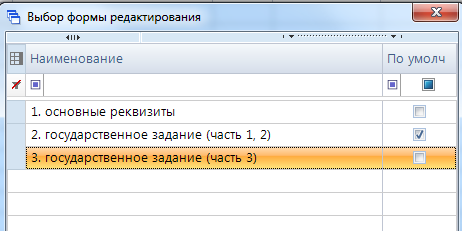 Выбор формы редактирования
Наименование По умолч
1. основные реквизиты
2. государственное задание (часть 1, 2)
3. государственное задание (часть 3)